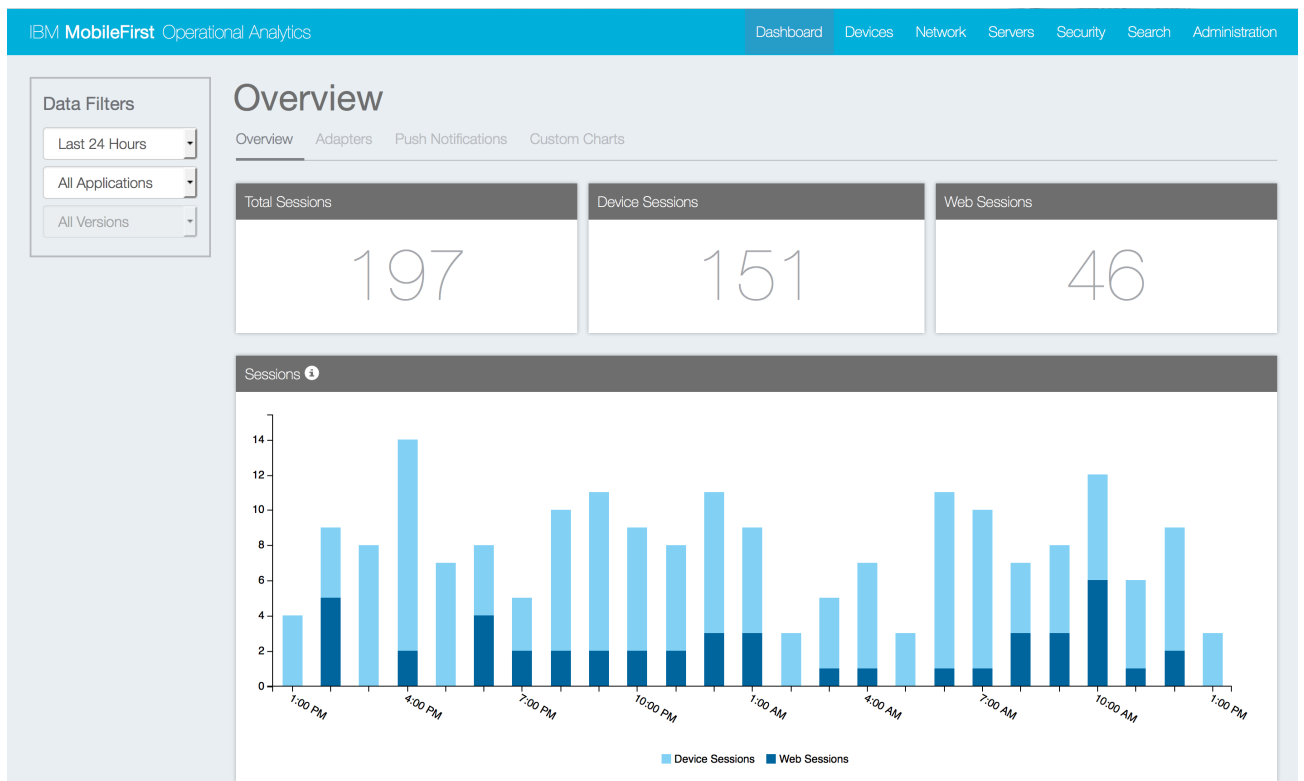 IBM MobileFirst Operational Analytics Dashboard Devices Network Servers Security Search Administration
Data Filters
Last 24 Hours
All Applications
All Versions
Overview
Overview Adapters Push Notifications Custom Charts
Total Sessions Device Sessions Web Sessions
197 151 46
Sessions
14
12
10
8
6
4
2
0
1:00 PM 4:00 PM 7:00 PM 10:00 PM 1:00 AM 4:00 AM 7:00 AM 10:00 AM 1:00 PM
Device Sessions Web Sessions